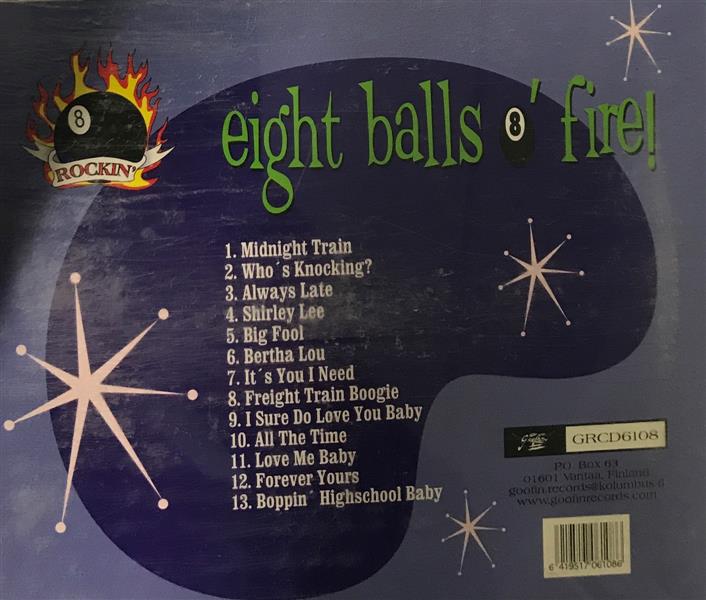 8
ROCKIN'
eight balls 8' fire!
1. Midnight Train
2. Who´s Knocking?
3. Always Late
4. Shirley Lee
5. Big Fool
6. Bertha Lou
7. It´s You I Need
8. Freight Train Boogie
9. I Sure Do Love You Baby
10. All The Time
11. Love Me Baby
12. Forever Yours
13. Boppin´ Highschool Baby
Goofin GRCD6108
P.O. Box 63
01601 Vantaa, Finland
goofin.records@kolumbus.fi
www.goofinrecords.com
6 419517 061086